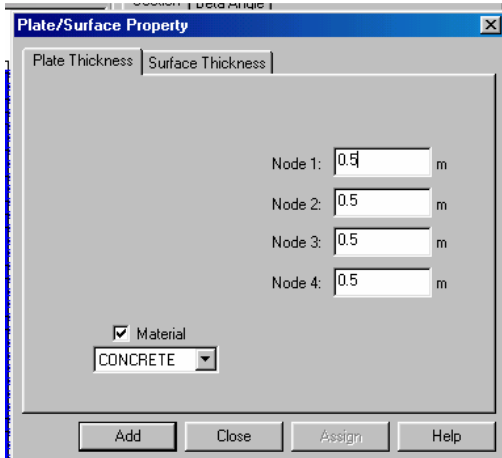 Section Beta Angle
Plate/Surface Property
Plate Thickness Surface Thickness
Node 1: 0.5 m
Node 2: 0.5 m
Node 3: 0.5 m
Node 4: 0.5 m
Material
CONCRETE
Add Close Assign Help